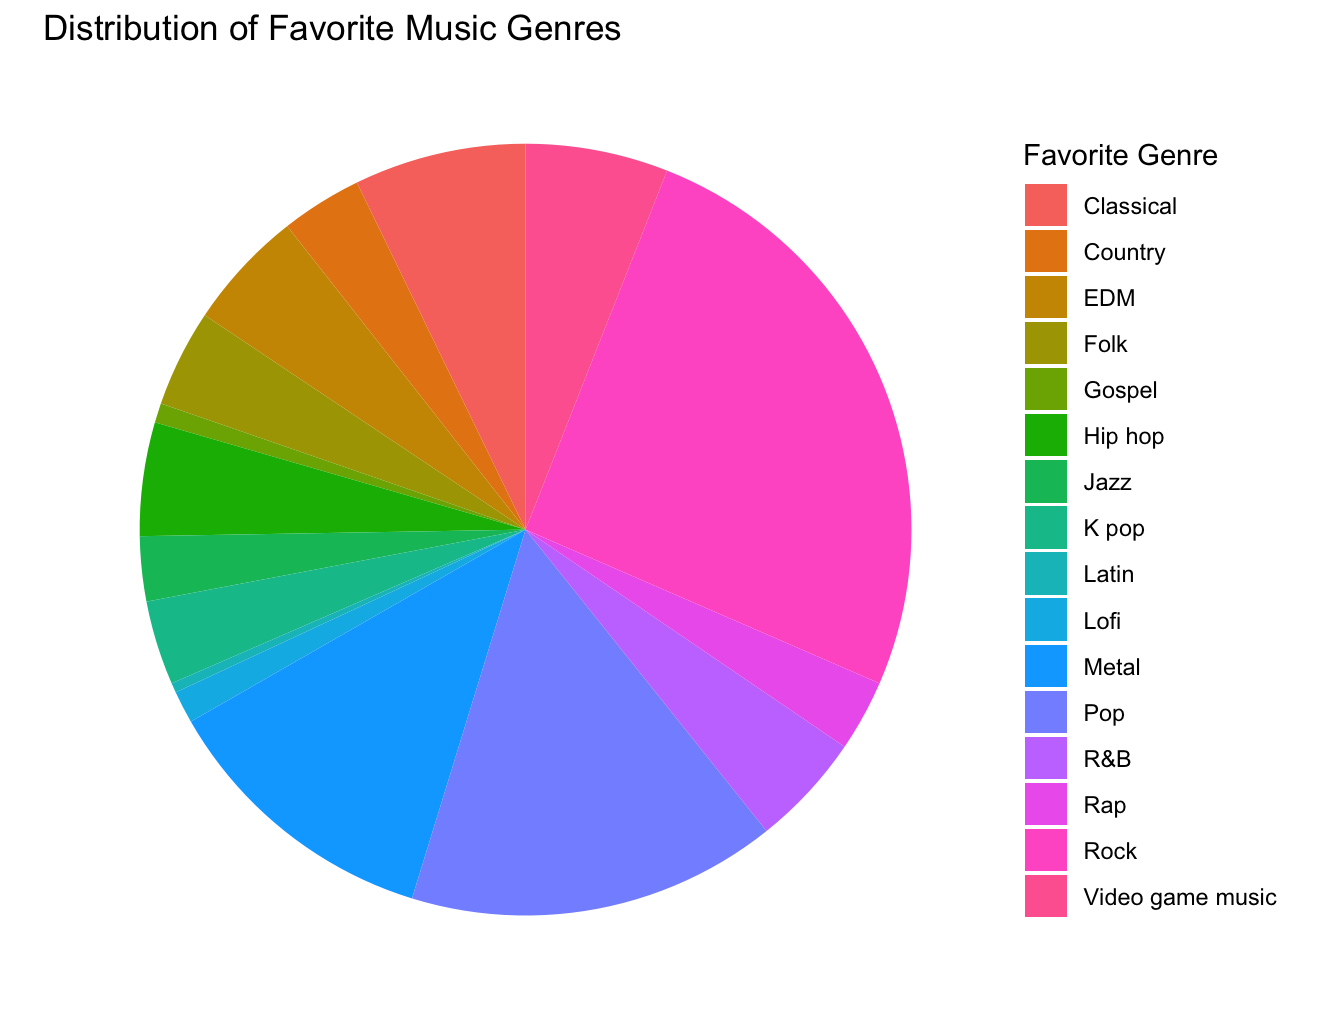 Distribution of Favorite Music Genres
Favorite Genre
Classical
Country
EDM
Folk
Gospel
Hip hop
Jazz
K pop
Latin
Lofi
Metal
Pop
R&B
Rap
Rock
Video game music